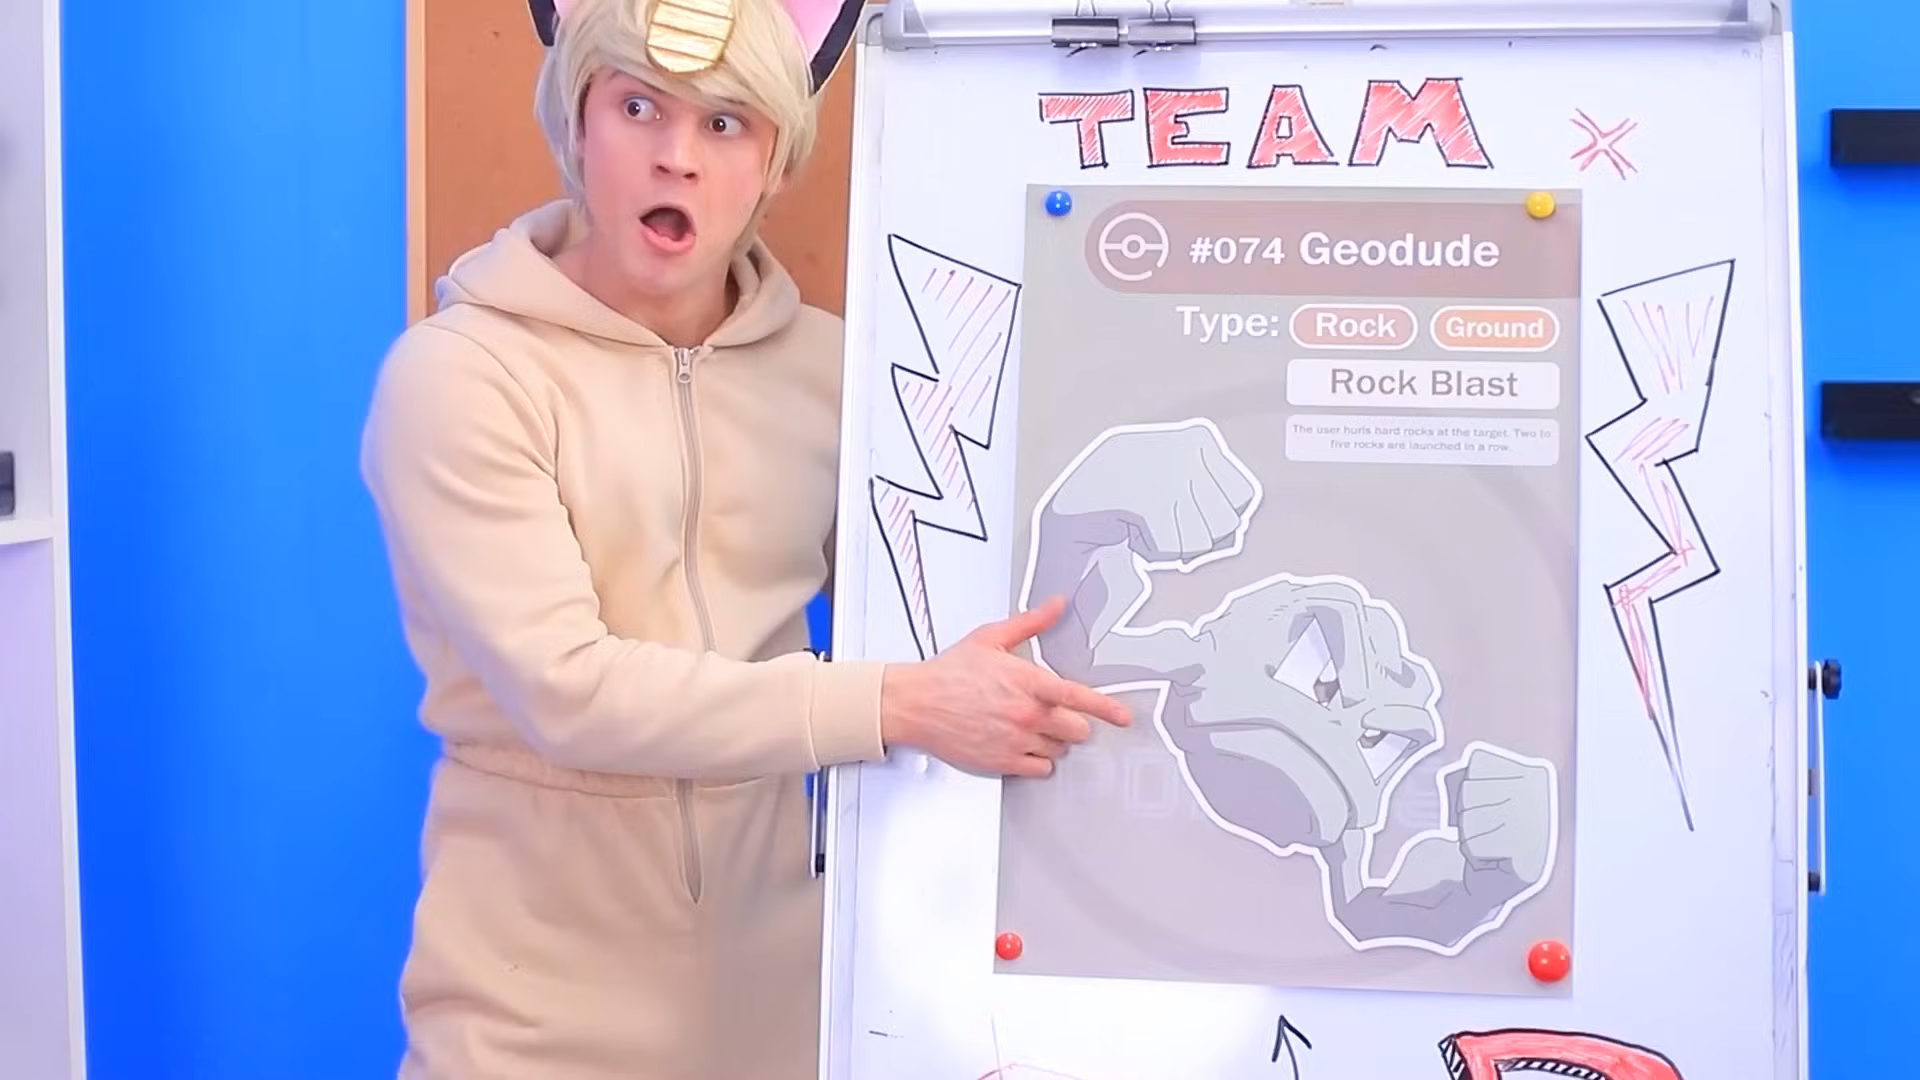 TEAM
#074 Geodude
Type: Rock Ground
Rock Blast
The user hurls hard rocks at the target. Two to
five rocks are launched in a row.